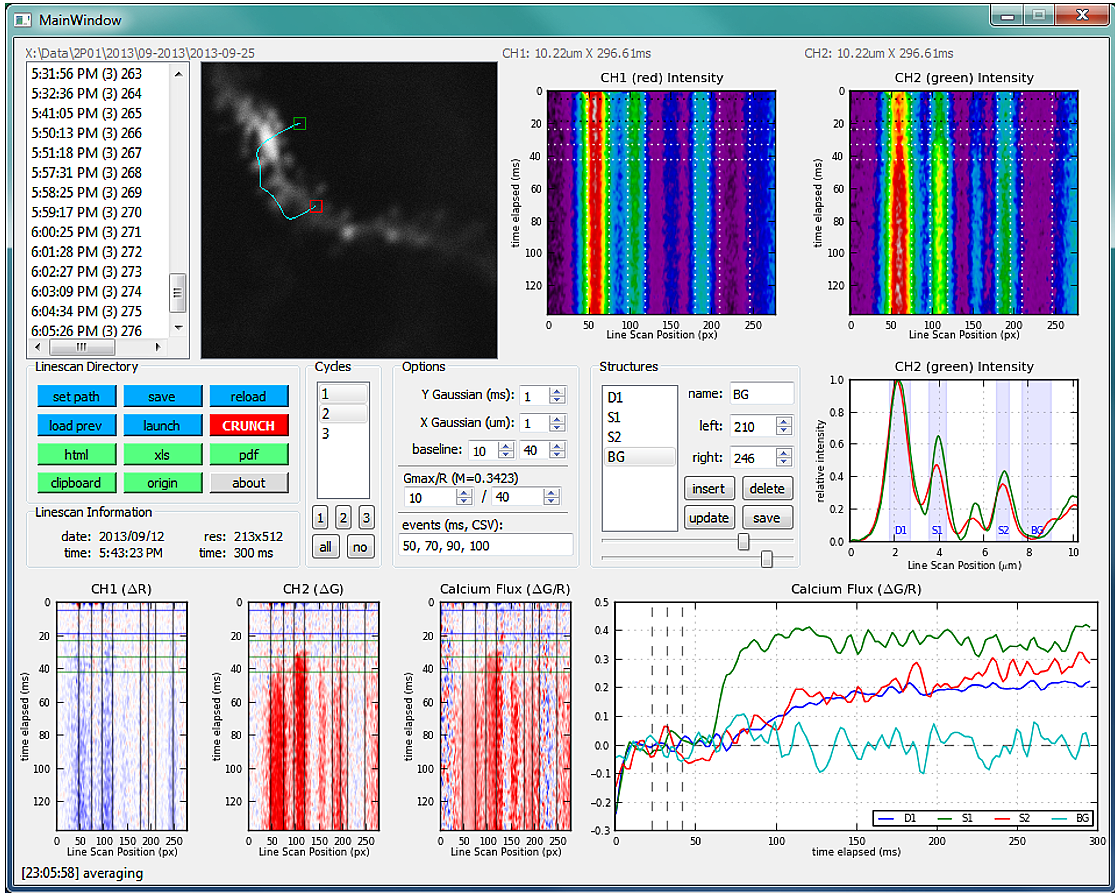 MainWindow
X:\Data\2P01\2013\09-2013\2013-09-25
5:31:56 PM (3) 263
5:32:36 PM (3) 264
5:41:05 PM (3) 265
5:50:13 PM (3) 266
5:51:18 PM (3) 267
5:57:31 PM (3) 268
5:58:25 PM (3) 269
5:59:17 PM (3) 270
6:00:25 PM (3) 271
6:01:28 PM (3) 272
6:02:27 PM (3) 273
6:03:09 PM (3) 274
6:04:34 PM (3) 275
6:05:26 PM (3) 276
CH1: 10.22um X 296.61ms
CH1 (red) Intensity
time elapsed (ms)
0
20
40
60
80
100
120
0 50 100 150 200 250
Line Scan Position (px)
CH2: 10.22um X 296.61ms
CH2 (green) Intensity
time elapsed (ms)
0
20
40
60
80
100
120
0 50 100 150 200 250
Line Scan Position (px)
Linescan Directory
set path save reload
load prev launch CRUNCH
html xls pdf
clipboard origin about
Linescan Information
date: 2013/09/12 res: 213x512
time: 5:43:23 PM time: 300 ms
Cycles
1
2
3
1 2 3
all no
Options
Y Gaussian (ms): 1
X Gaussian (um): 1
baseline: 10 40
Gmax/R (M=0.3423)
10 / 40
events (ms, CSV):
50, 70, 90, 100
Structures
D1
S1
S2
BG
name: BG
left: 210
right: 246
insert delete
update save
CH2 (green) Intensity
relative intensity
1.0
0.8
0.6
0.4
0.2
0.0
D1 S1 S2 BG
0 2 4 6 8 10
Line Scan Position (μm)
CH1 (ΔR)
time elapsed (ms)
0
20
40
60
80
100
120
0 50 100 150 200 250
Line Scan Position (px)
CH2 (ΔG)
time elapsed (ms)
0
20
40
60
80
100
120
0 50 100 150 200 250
Line Scan Position (px)
Calcium Flux (ΔG/R)
time elapsed (ms)
0
20
40
60
80
100
120
0 50 100 150 200 250
Line Scan Position (px)
Calcium Flux (ΔG/R)
0.5
0.4
0.3
0.2
0.1
0.0
−0.1
−0.2
−0.3
D1 S1 S2 BG
0 50 100 150 200 250 300
time elapsed (ms)
[23:05:58] averaging